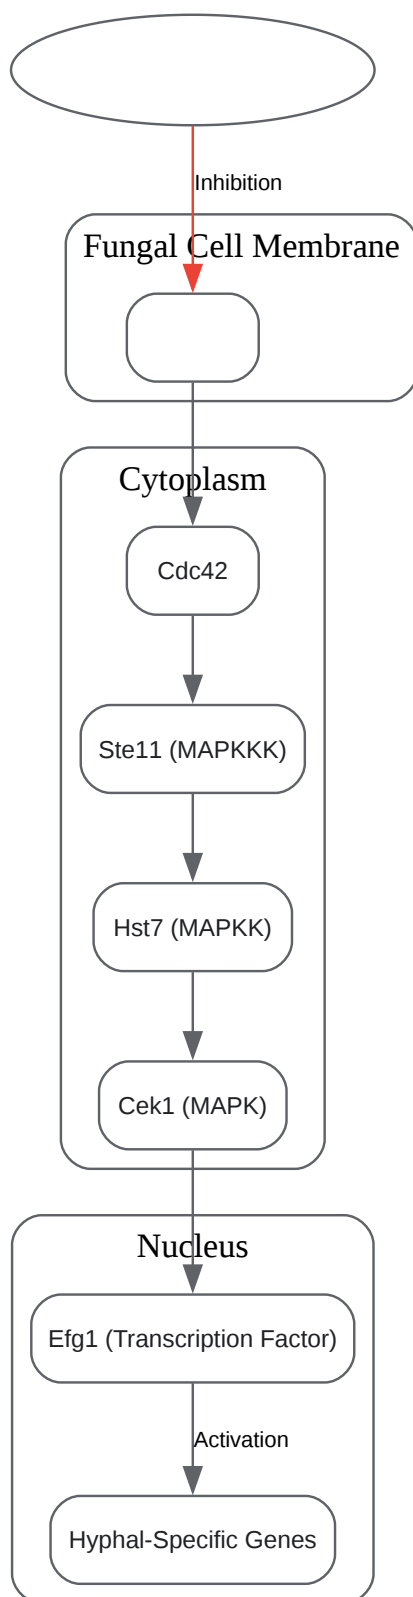 Inhibition
Fungal Cell Membrane
Cytoplasm
Cdc42
Ste11 (MAPKKK)
Hst7 (MAPKK)
Cek1 (MAPK)
Nucleus
Efg1 (Transcription Factor)
Activation
Hyphal-Specific Genes